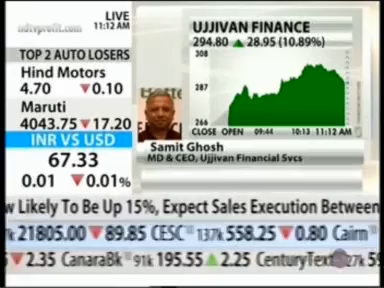 ndtvprofit.com
LIVE
11:12 AM
TOP 2 AUTO LOSERS
Hind Motors
4.70 ▼0.10
Maruti
4043.75 ▼17.20
INR VS USD
67.33
0.01 ▼0.01%
UJJIVAN FINANCE
294.80 ▲ 28.95 (10.89%)
308
287
266
CLOSE OPEN 09:44 10:13 11:12 AM
Samit Ghosh
MD & CEO, Ujjivan Financial Svcs
w Likely To Be Up 15%, Expect Sales Execution Between
21805.00 ▼ 89.85 CESC 137k 558.25 ▼ 0.80 Cairn
▼ 2.35 CanaraBk 91k 195.55 ▲ 2.25 CenturyText